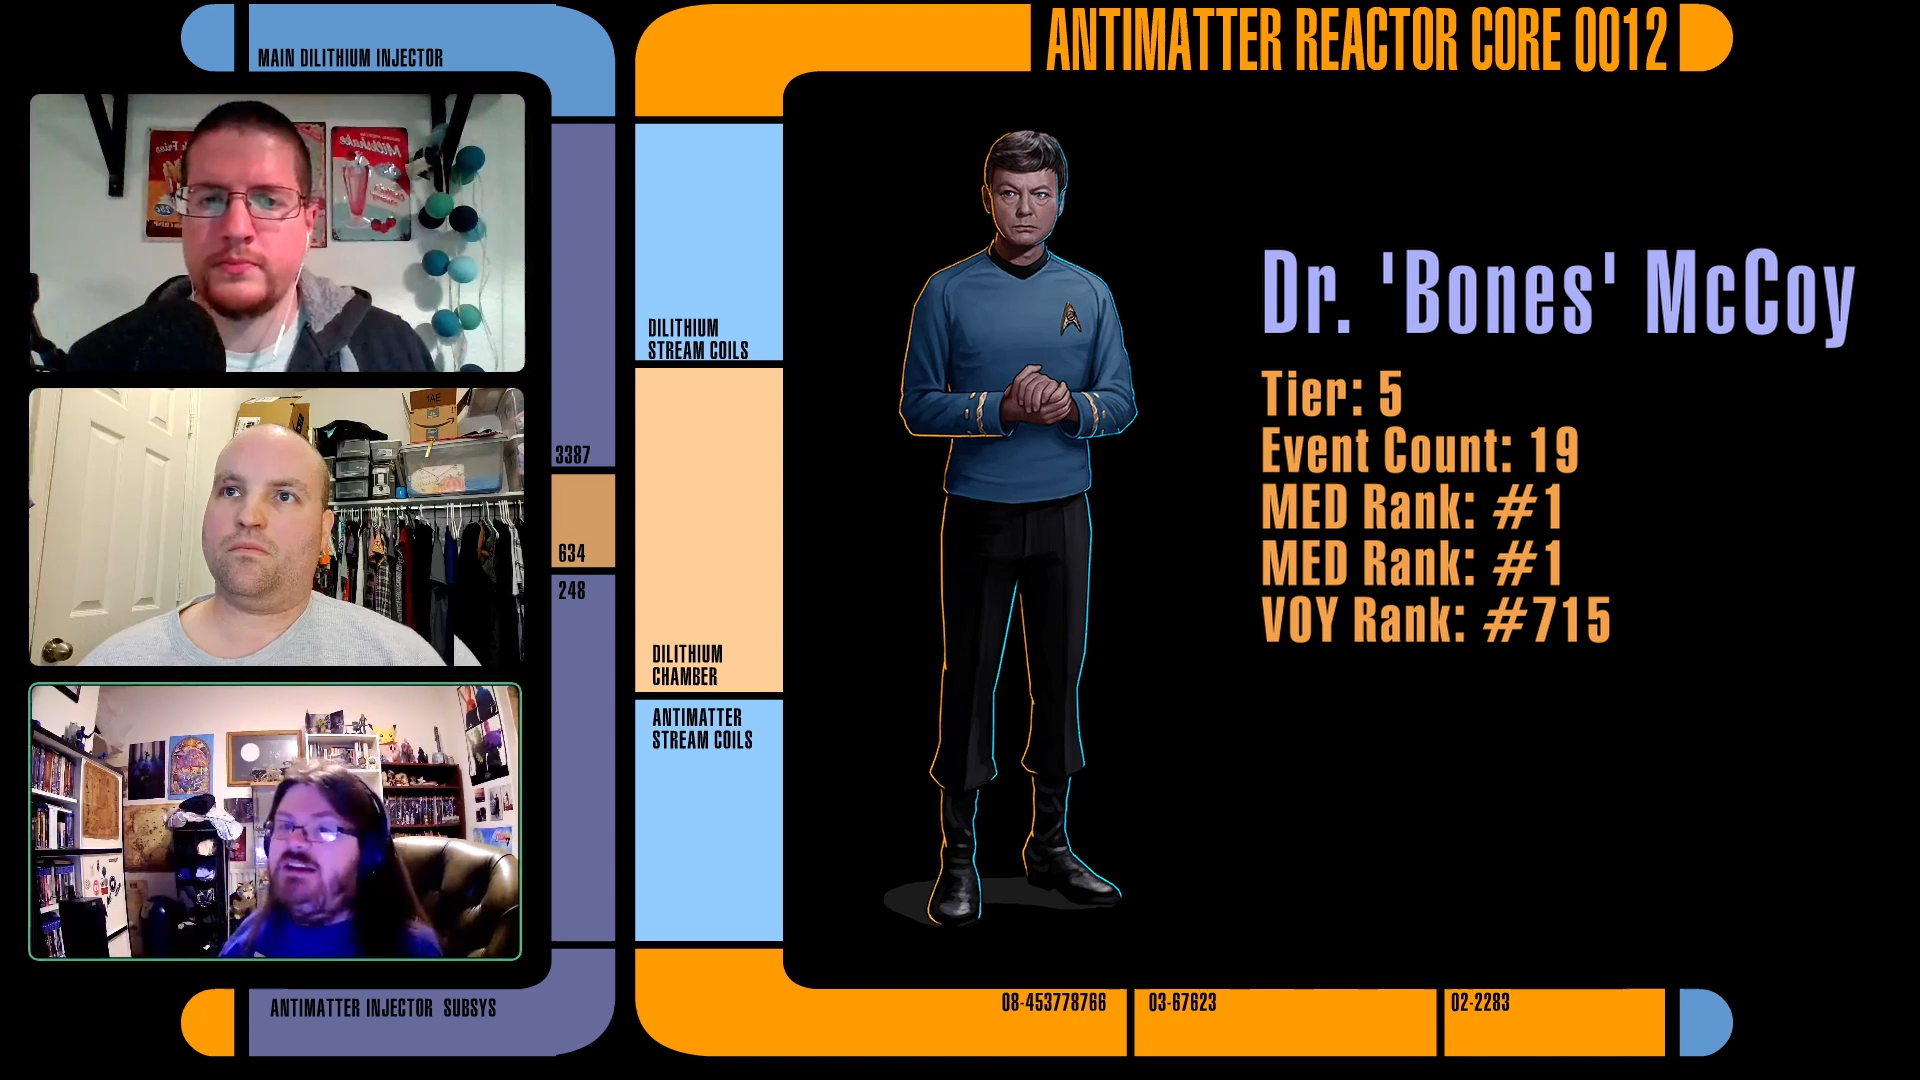 MAIN DILITHIUM INJECTOR
ANTIMATTER REACTOR CORE 0012
Milkshake
1AE
3387
634
248
DILITHIUM
STREAM COILS
DILITHIUM
CHAMBER
ANTIMATTER
STREAM COILS
Dr. 'Bones' McCoy
Tier: 5
Event Count: 19
MED Rank: #1
MED Rank: #1
VOY Rank: #715
ANTIMATTER INJECTOR SUBSYS
08-453778766
03-67623
02-2283